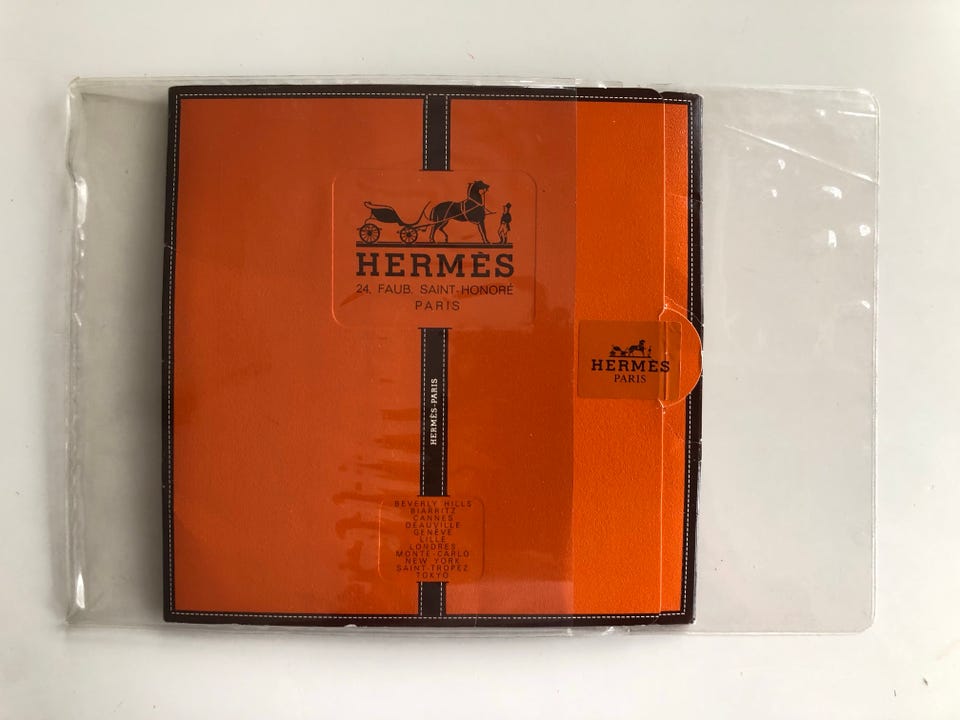 HERMÈS
24, FAUB. SAINT-HONORÉ
PARIS
HERMÈS
PARIS
HERMÈS-PARIS
BEVERLY HILLS
BIARRITZ
CANNES
DEAUVILLE
GENÈVE
LILLE
LONDRES
MONTE-CARLO
NEW YORK
SAINT-TROPEZ
TOKYO